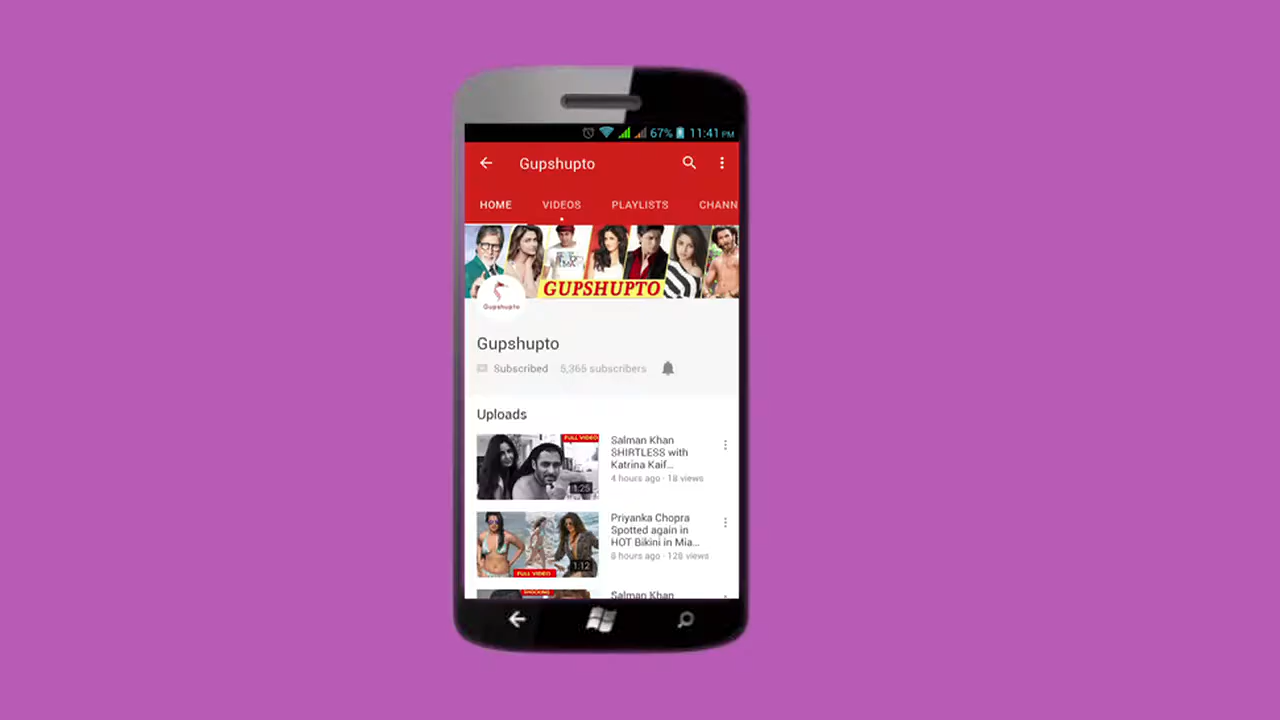 67% 11:41 PM
Gupshupto
HOME VIDEOS PLAYLISTS CHANN
GUPSHUPTO
Gupshupto
Gupshupto
Subscribed 5,365 subscribers
Uploads
FULL VIDEO
1:25
Salman Khan
SHIRTLESS with
Katrina Kaif...
4 hours ago · 18 views
FULL VIDEO
1:12
Priyanka Chopra
Spotted again in
HOT Bikini in Mia...
8 hours ago · 128 views
SHOCKING
Salman Khan